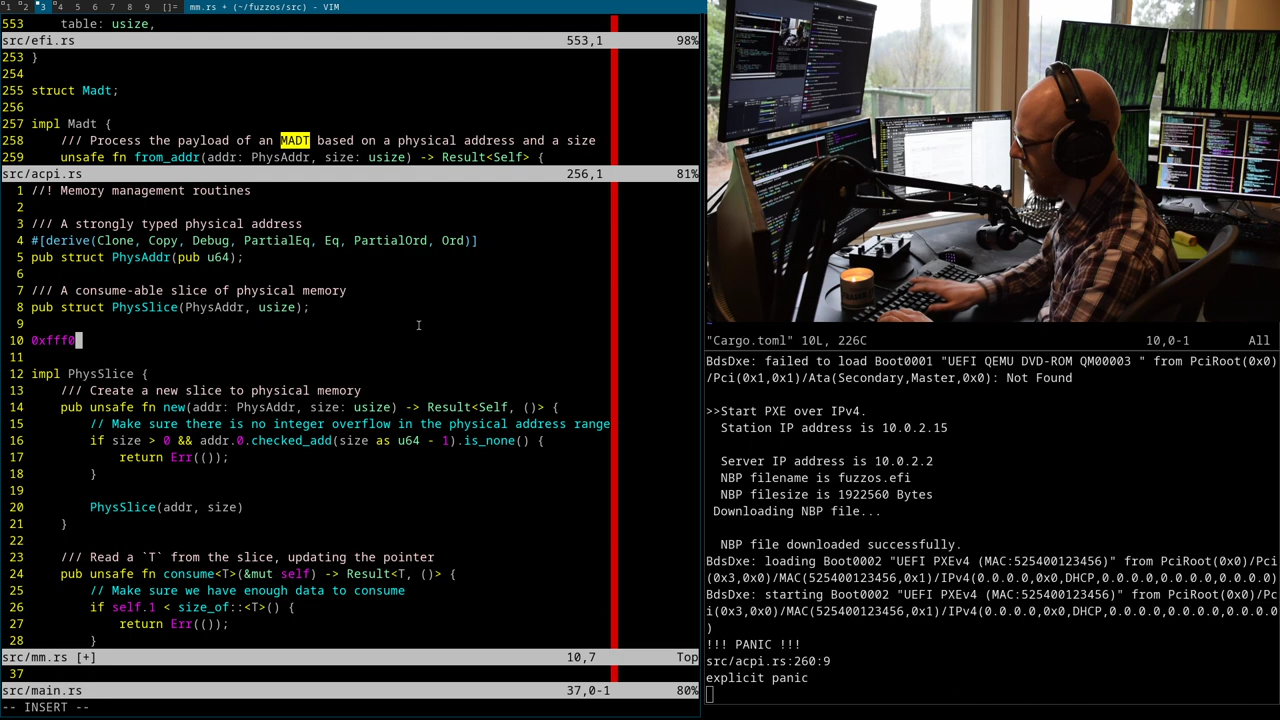 1 2 3 4 5 6 7 8 9 []= mm.rs + (~/fuzzos/src) - VIM
553 table: usize,
src/efi.rs 553,1 98%
253 }
254
255 struct Madt;
256
257 impl Madt {
258 /// Process the payload of an MADT based on a physical address and a size
259 unsafe fn from_addr(addr: PhysAddr, size: usize) -> Result<Self> {
src/acpi.rs 256,1 81%
1 //! Memory management routines
2
3 /// A strongly typed physical address
4 #[derive(Clone, Copy, Debug, PartialEq, Eq, PartialOrd, Ord)]
5 pub struct PhysAddr(pub u64);
6
7 /// A consume-able slice of physical memory
8 pub struct PhysSlice(PhysAddr, usize);
9
10 0xfff0
11
12 impl PhysSlice {
13 /// Create a new slice to physical memory
14 pub unsafe fn new(addr: PhysAddr, size: usize) -> Result<Self, ()> {
15 // Make sure there is no integer overflow in the physical address range
16 if size > 0 && addr.0.checked_add(size as u64 - 1).is_none() {
17 return Err(());
18 }
19
20 PhysSlice(addr, size)
21 }
22
23 /// Read a `T` from the slice, updating the pointer
24 pub unsafe fn consume<T>(&mut self) -> Result<T, ()> {
25 // Make sure we have enough data to consume
26 if self.1 < size_of::<T>() {
27 return Err(());
28 }
src/mm.rs [+] 10,7 Top
37
src/main.rs 37,0-1 80%
-- INSERT --
"Cargo.toml" 10L, 226C 10,0-1 All
BdsDxe: failed to load Boot0001 "UEFI QEMU DVD-ROM QM00003 " from PciRoot(0x0)
/Pci(0x1,0x1)/Ata(Secondary,Master,0x0): Not Found
>>Start PXE over IPv4.
Station IP address is 10.0.2.15
Server IP address is 10.0.2.2
NBP filename is fuzzos.efi
NBP filesize is 1922560 Bytes
Downloading NBP file...
NBP file downloaded successfully.
BdsDxe: loading Boot0002 "UEFI PXEv4 (MAC:525400123456)" from PciRoot(0x0)/Pci
(0x3,0x0)/MAC(525400123456,0x1)/IPv4(0.0.0.0,0x0,DHCP,0.0.0.0,0.0.0.0,0.0.0.0)
BdsDxe: starting Boot0002 "UEFI PXEv4 (MAC:525400123456)" from PciRoot(0x0)/Pc
i(0x3,0x0)/MAC(525400123456,0x1)/IPv4(0.0.0.0,0x0,DHCP,0.0.0.0,0.0.0.0,0.0.0.0
)
!!! PANIC !!!
src/acpi.rs:260:9
explicit panic